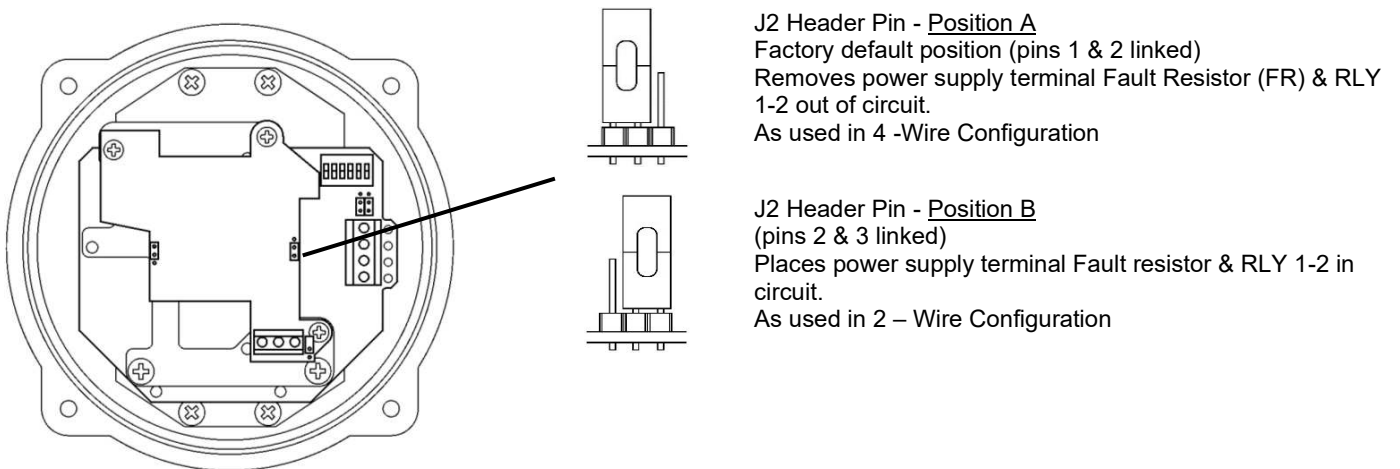 J2 Header Pin - Position A
Factory default position (pins 1 & 2 linked)
Removes power supply terminal Fault Resistor (FR) & RLY
1-2 out of circuit.
As used in 4 -Wire Configuration
J2 Header Pin - Position B
(pins 2 & 3 linked)
Places power supply terminal Fault resistor & RLY 1-2 in
circuit.
As used in 2 – Wire Configuration